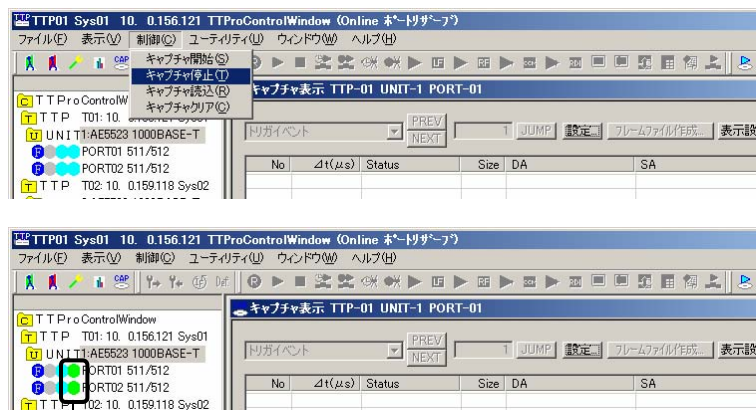 TTP01 Sys01 10. 0.156.121 TTProControlWindow (Online ﾎﾟｰﾄﾘｻﾞｰﾌﾞ)
ファイル(F) 表示(V) 制御(C) ユーティリティ(U) ウィンドウ(W) ヘルプ(H)
キャプチャ開始(S)
キャプチャ停止(T)
キャプチャ読込(R)
キャプチャクリア(C)
CAP
LF RF
キャプチャ表示 TTP-01 UNIT-1 PORT-01
C TTProControlW
T TTP T01: 10.
U UNIT1:AE5523 1000BASE-T
B PORT01 511/512
B PORT02 511/512
T TTP T02: 10. 0.159.118 Sys02
トリガイベント PREV NEXT 1 JUMP 設定... フレームファイル作成... 表示設
No Δt(μs) Status Size DA SA
TTP01 Sys01 10. 0.156.121 TTProControlWindow (Online ﾎﾟｰﾄﾘｻﾞｰﾌﾞ)
ファイル(F) 表示(V) 制御(C) ユーティリティ(U) ウィンドウ(W) ヘルプ(H)
CAP
LF RF
キャプチャ表示 TTP-01 UNIT-1 PORT-01
C TTProControlWindow
T TTP T01: 10. 0.156.121 Sys01
U UNIT1:AE5523 1000BASE-T
B PORT01 511/512
B PORT02 511/512
T TTP T02: 10. 0.159.118 Sys02
トリガイベント PREV NEXT 1 JUMP 設定... フレームファイル作成... 表示設
No Δt(μs) Status Size DA SA